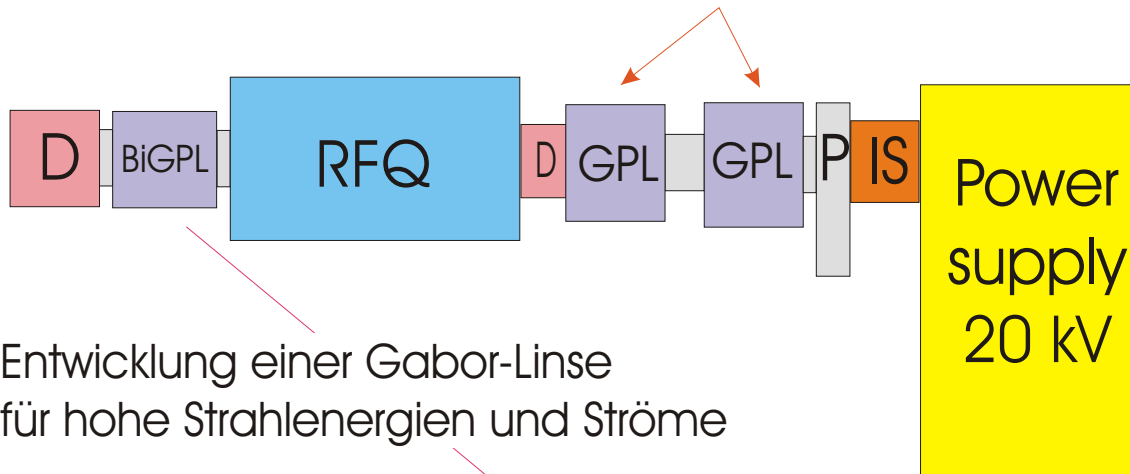 D BiGPL RFQ D GPL GPL P IS
Power
supply
20 kV
Entwicklung einer Gabor-Linse
für hohe Strahlenergien und Ströme